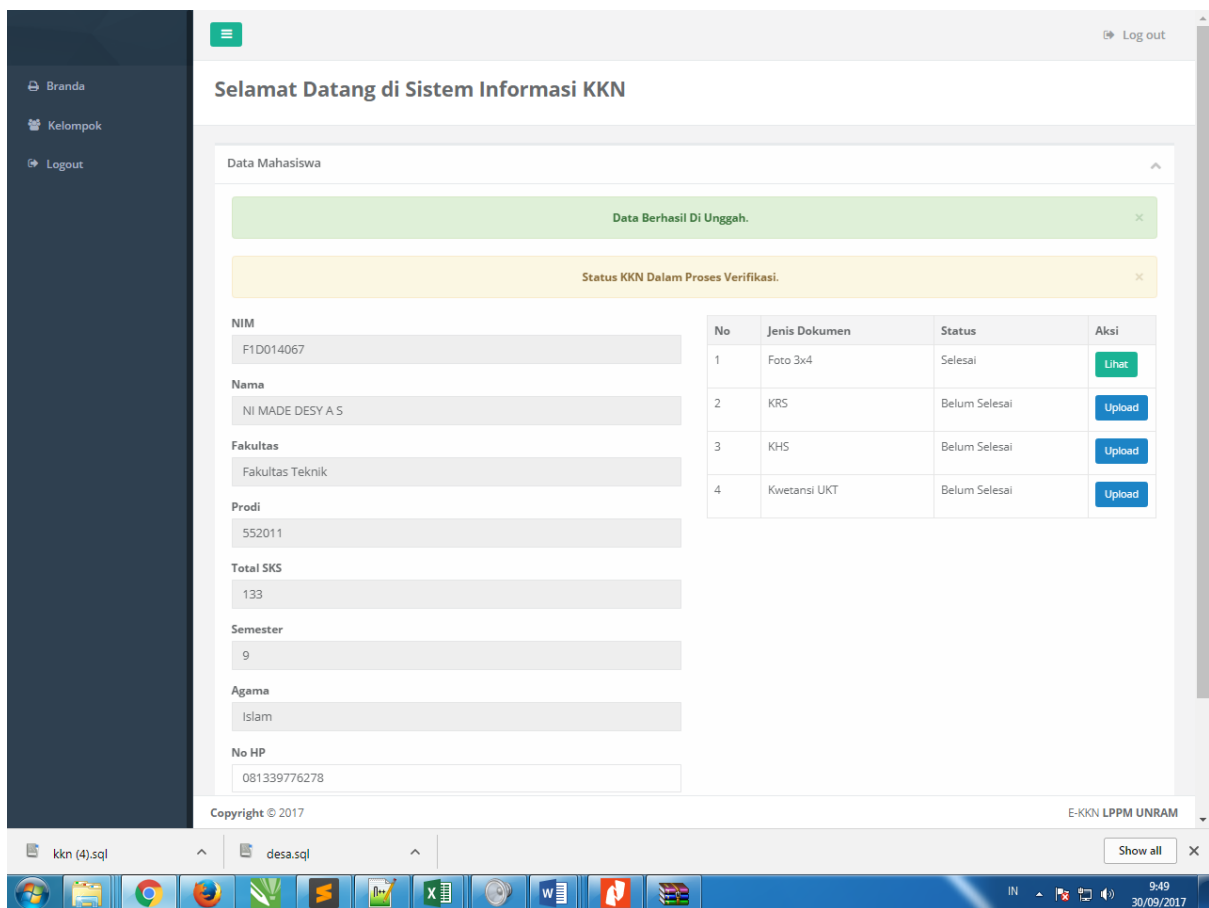 Log out
Branda
Kelompok
Logout
Selamat Datang di Sistem Informasi KKN
Data Mahasiswa
Data Berhasil Di Unggah. ×
Status KKN Dalam Proses Verifikasi. ×
NIM
F1D014067
Nama
NI MADE DESY A S
Fakultas
Fakultas Teknik
Prodi
552011
Total SKS
133
Semester
9
Agama
Islam
No HP
081339776278
No Jenis Dokumen Status Aksi
1 Foto 3x4 Selesai Lihat
2 KRS Belum Selesai Upload
3 KHS Belum Selesai Upload
4 Kwetansi UKT Belum Selesai Upload
Copyright © 2017 E-KKN LPPM UNRAM
kkn (4).sql desa.sql Show all ×
IN 9:49
30/09/2017